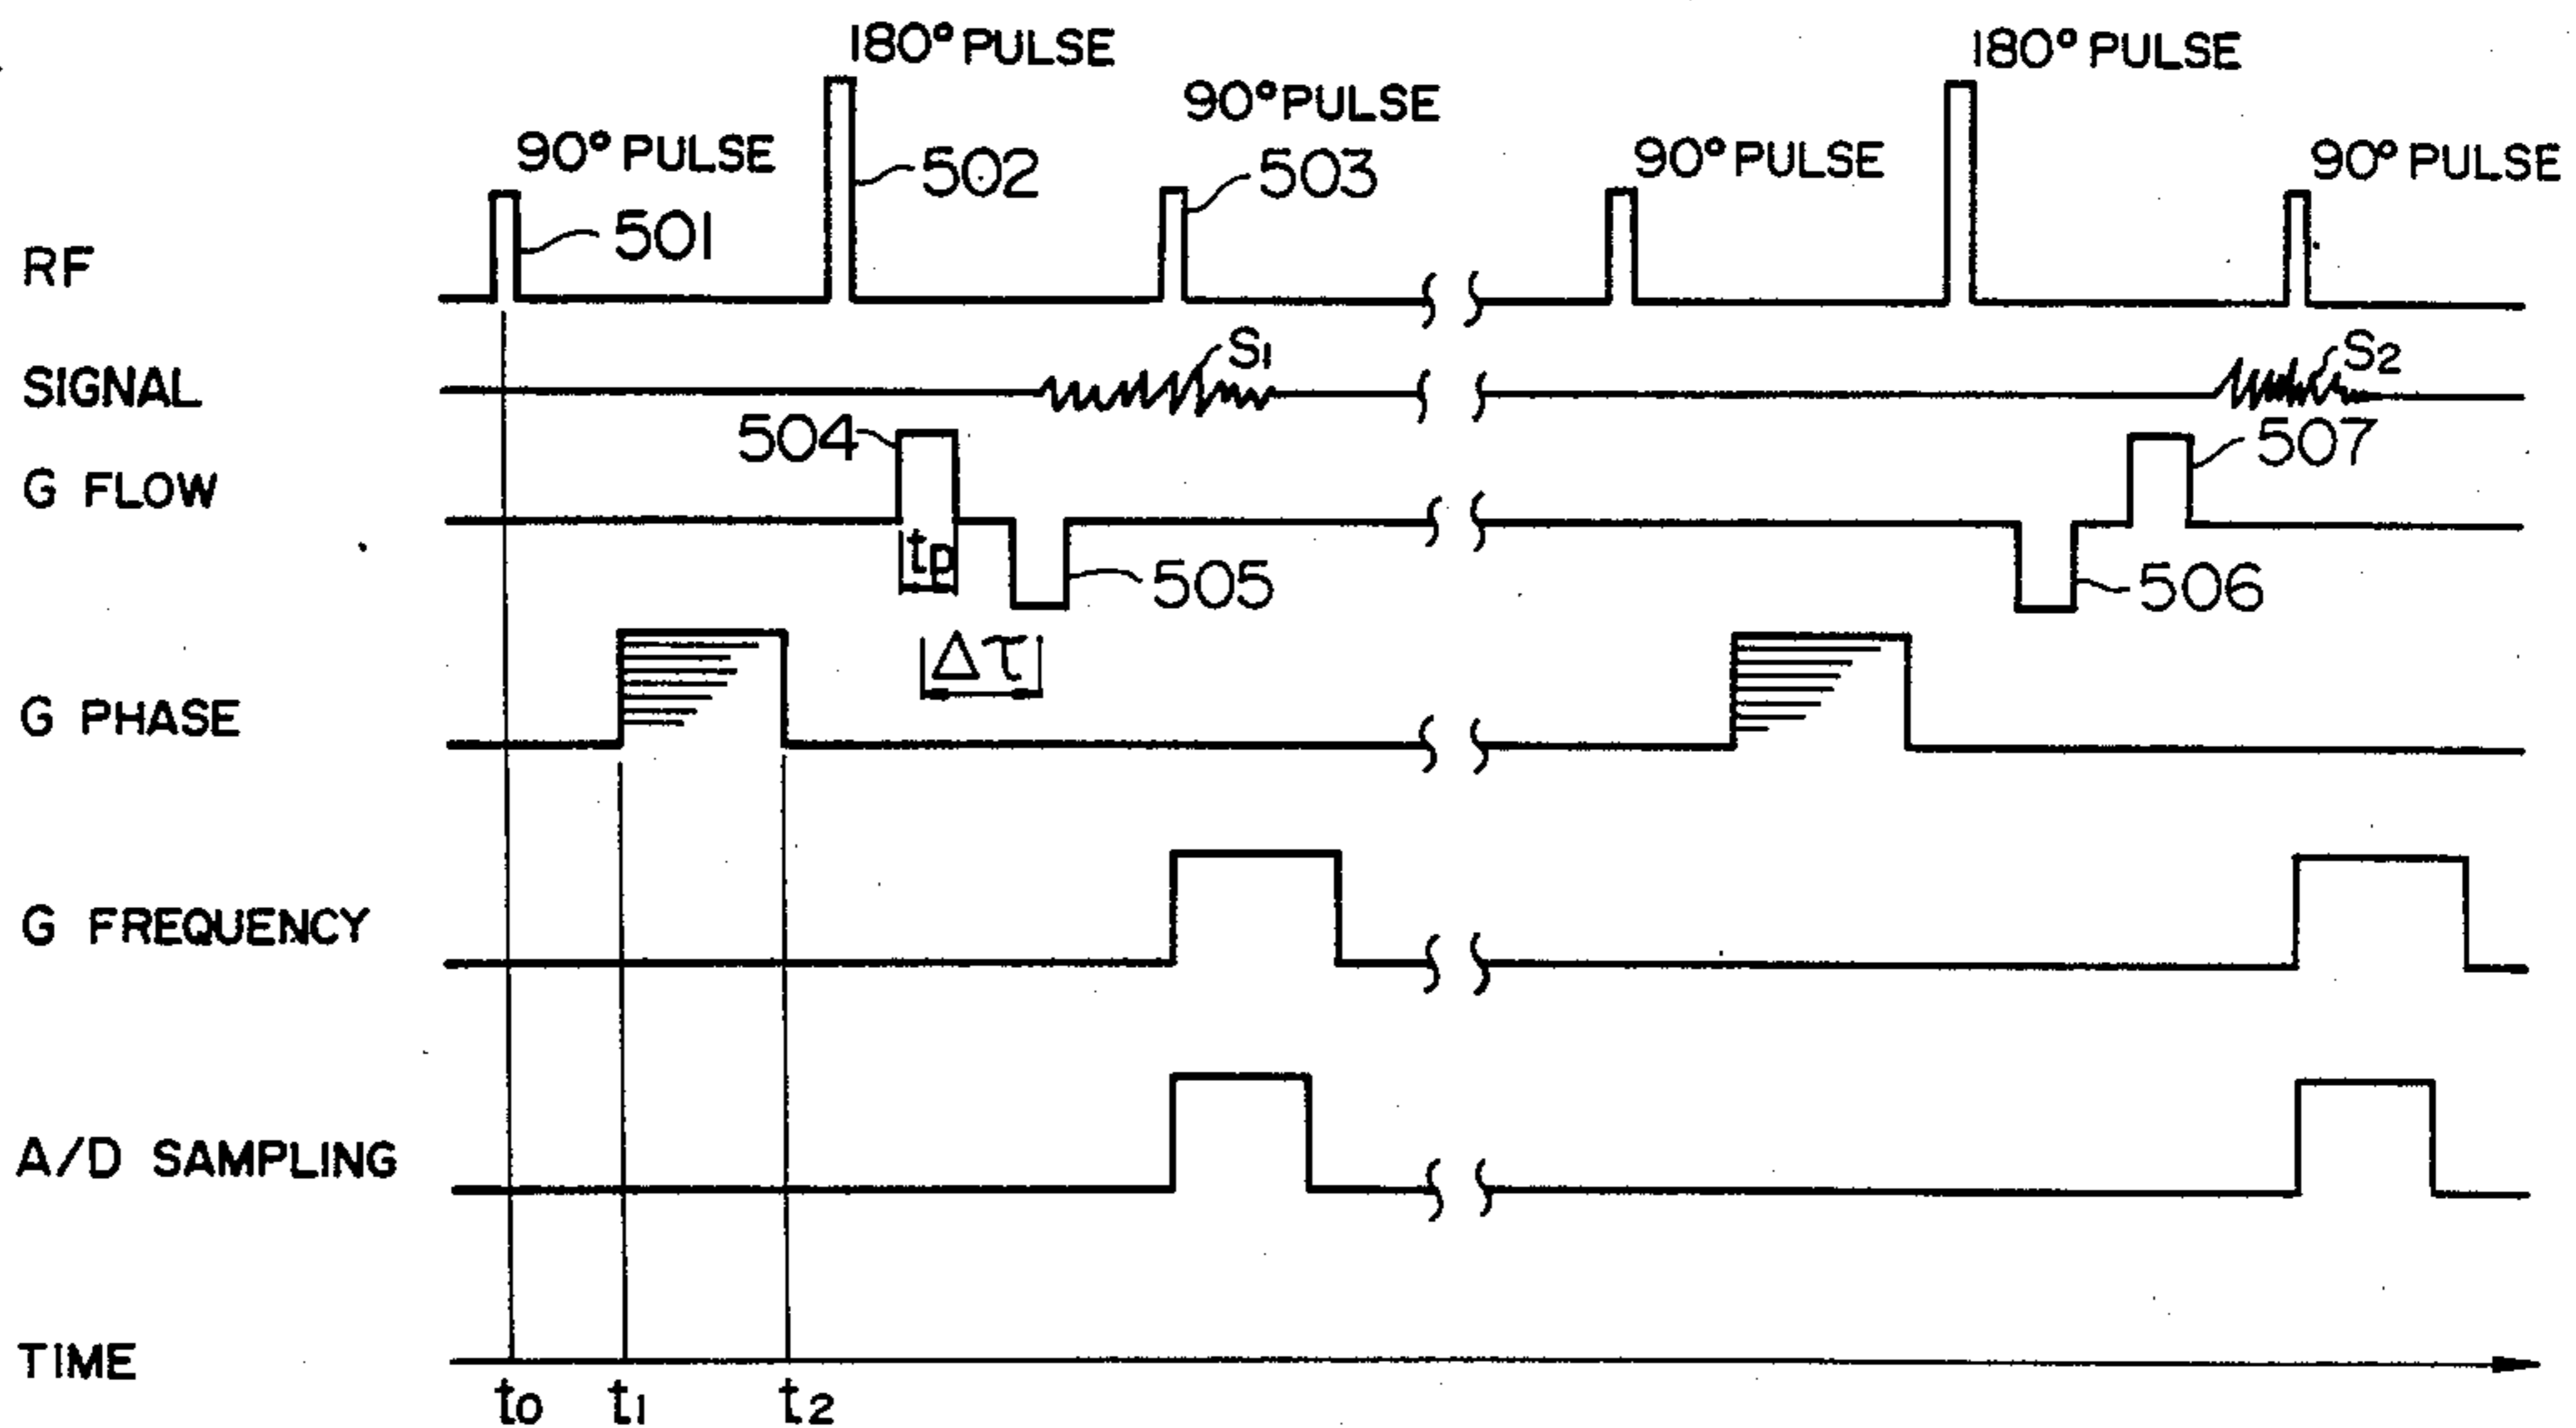 180° PULSE
180° PULSE
90° PULSE
90° PULSE
90° PULSE
90° PULSE
502
503
501
RF
S1
S2
SIGNAL
504
507
G FLOW
tD
505
506
Δτ
G PHASE
G FREQUENCY
A/D SAMPLING
TIME
t0 t1 t2